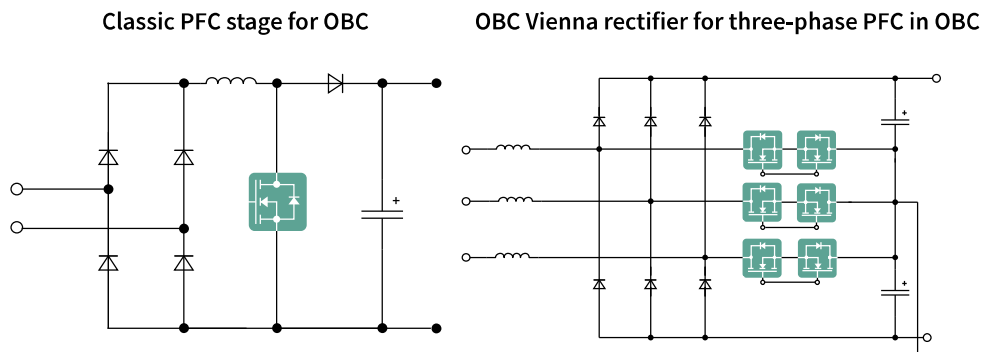 Classic PFC stage for OBC
OBC Vienna rectifier for three-phase PFC in OBC
+
+
+